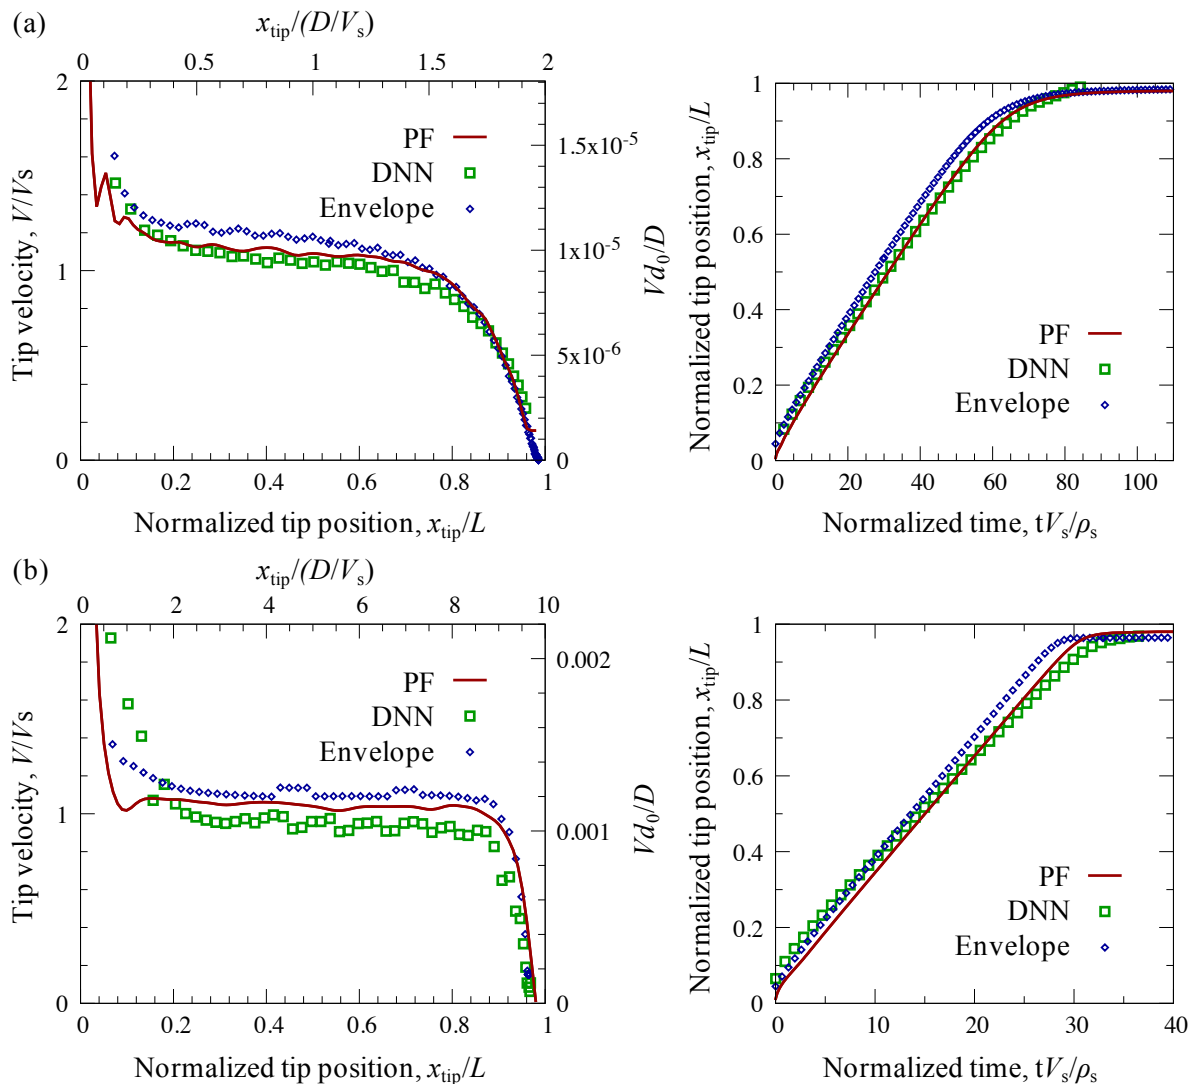 (a)
x_tip/(D/V_s)
0 0.5 1 1.5 2
2
1
0
Tip velocity, V/Vs
PF
DNN
Envelope
1.5x10^-5
1x10^-5
5x10^-6
0
Vd_0/D
0 0.2 0.4 0.6 0.8 1
Normalized tip position, x_tip/L
1
0.8
0.6
0.4
0.2
0
Normalized tip position, x_tip/L
PF
DNN
Envelope
0 20 40 60 80 100
Normalized time, tV_s/ρ_s
(b)
x_tip/(D/V_s)
0 2 4 6 8 10
2
1
0
Tip velocity, V/Vs
PF
DNN
Envelope
0.002
0.001
0
Vd_0/D
0 0.2 0.4 0.6 0.8 1
Normalized tip position, x_tip/L
1
0.8
0.6
0.4
0.2
0
Normalized tip position, x_tip/L
PF
DNN
Envelope
0 10 20 30 40
Normalized time, tV_s/ρ_s